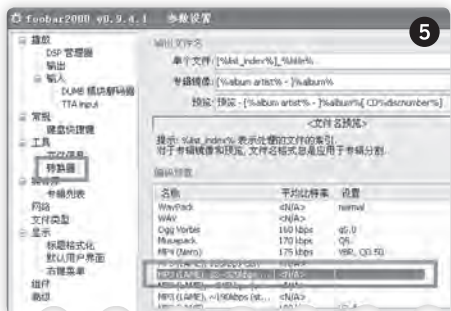 foobar2000 v0.9.4.1 参数设置
5
播放
DSP 管理器
输出
输入
DUMB 模块解码器
TTA input
常规
键盘快捷键
工具
转换器
专辑列表
网络
文件类型
显示
标题格式化
默认用户界面
右键菜单
组件
高级
输出文件名
单个文件: [%list_index%]_%title%
专辑镜像: [%album artist% - ]%album%
预览: 预览 - [%album artist% - ]%album%[ CD%discnumber%]
<文件名预览>
提示: %list_index% 表示处理的文件的索引.
对于专辑镜像和预览, 文件名格式总是应用于专辑分割.
编码预置
名称 平均比特率 设置
WavPack <N/A> normal
WAV <N/A>
Ogg Vorbis 160 kbps q5.0
Musepack 170 kbps Q5.
MP4 (Nero) 175 kbps VBR, Q0.50
MP3 (LAME), <N/A>
MP3 (LAME), ~190kbps (st... <N/A>